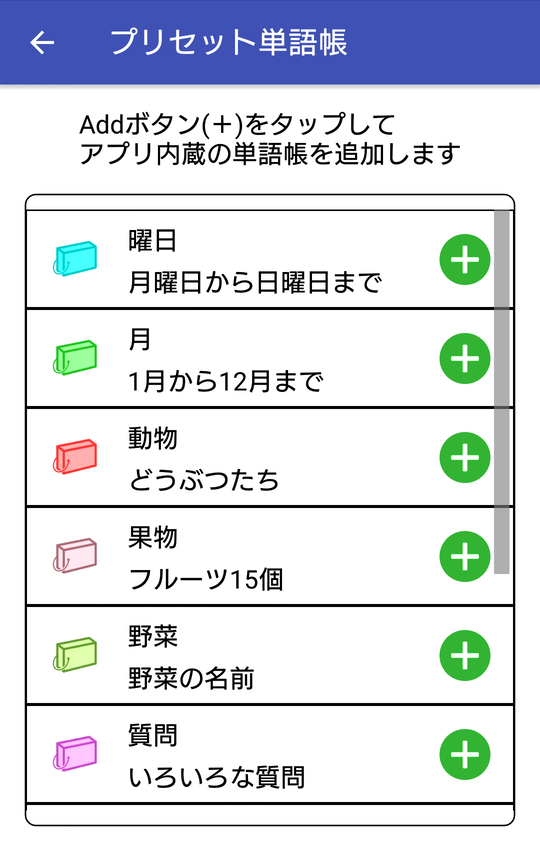 プリセット単語帳
Addボタン(＋)をタップして
アプリ内蔵の単語帳を追加します
曜日
月曜日から日曜日まで
月
1月から12月まで
動物
どうぶつたち
果物
フルーツ15個
野菜
野菜の名前
質問
いろいろな質問